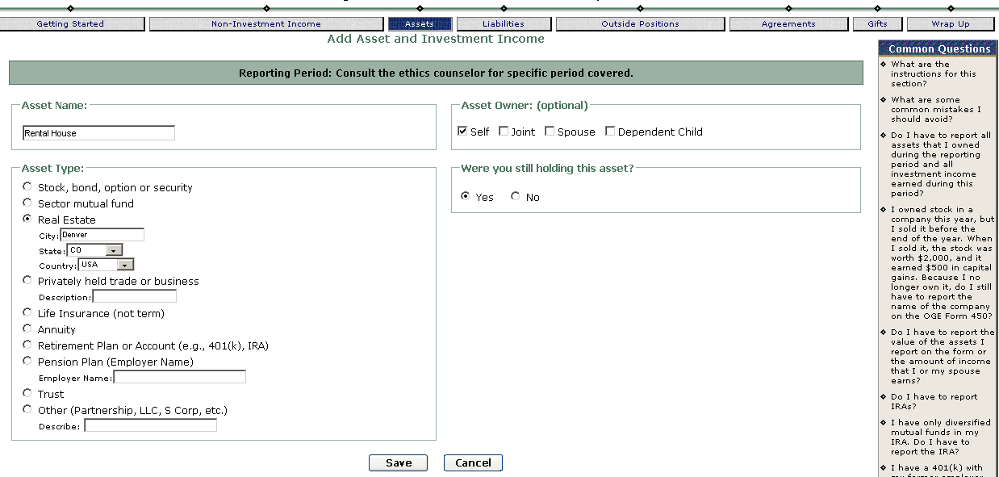 Getting Started
Non-Investment Income
Assets
Liabilities
Outside Positions
Agreements
Gifts
Wrap Up
Add Asset and Investment Income
Reporting Period: Consult the ethics counselor for specific period covered.
Asset Name:
Rental House
Asset Owner: (optional)
Self
Joint
Spouse
Dependent Child
Asset Type:
Stock, bond, option or security
Sector mutual fund
Real Estate
City: Denver
State: CO
Country: USA
Privately held trade or business
Description:
Life Insurance (not term)
Annuity
Retirement Plan or Account (e.g., 401(k), IRA)
Pension Plan (Employer Name)
Employer Name:
Trust
Other (Partnership, LLC, S Corp, etc.)
Describe:
Were you still holding this asset?
Yes
No
Save
Cancel
Common Questions
What are the
instructions for this
section?
What are some
common mistakes I
should avoid?
Do I have to report all
assets that I owned
during the reporting
period and all
investment income
earned during this
period?
I owned stock in a
company this year, but
I sold it before the
end of the year. When
I sold it, the stock was
worth $2,000, and it
earned $500 in capital
gains. Because I no
longer own it, do I still
have to report the
name of the company
on the OGE Form 450?
Do I have to report the
value of the assets I
report on the form or
the amount of income
that I or my spouse
earns?
Do I have to report
IRAs?
I have only diversified
mutual funds in my
IRA. Do I have to
report the IRA?
I have a 401(k) with